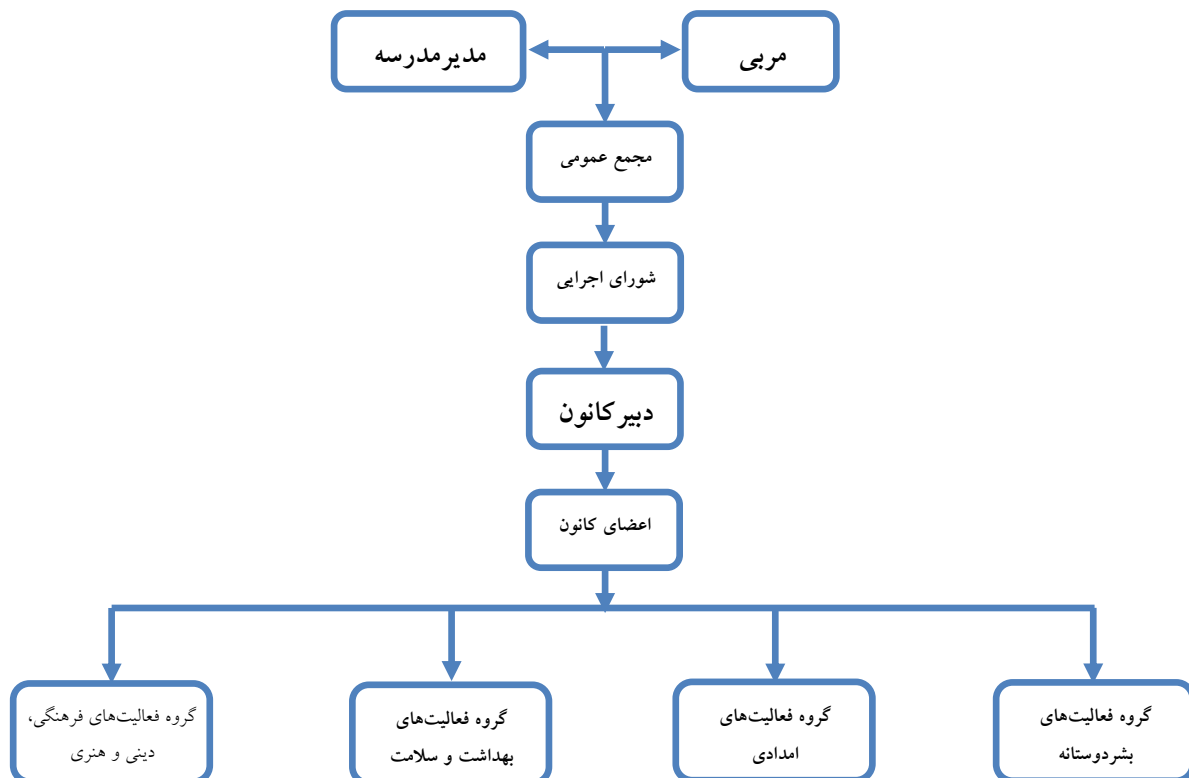 مربی
مدیرمدرسه
مجمع عمومی
شورای اجرایی
دبیرکانون
اعضای کانون
گروه فعالیت‌های
بشردوستانه
گروه فعالیت‌های
امدادی
گروه فعالیت‌های
بهداشت و سلامت
گروه فعالیت‌های فرهنگی،
دینی و هنری